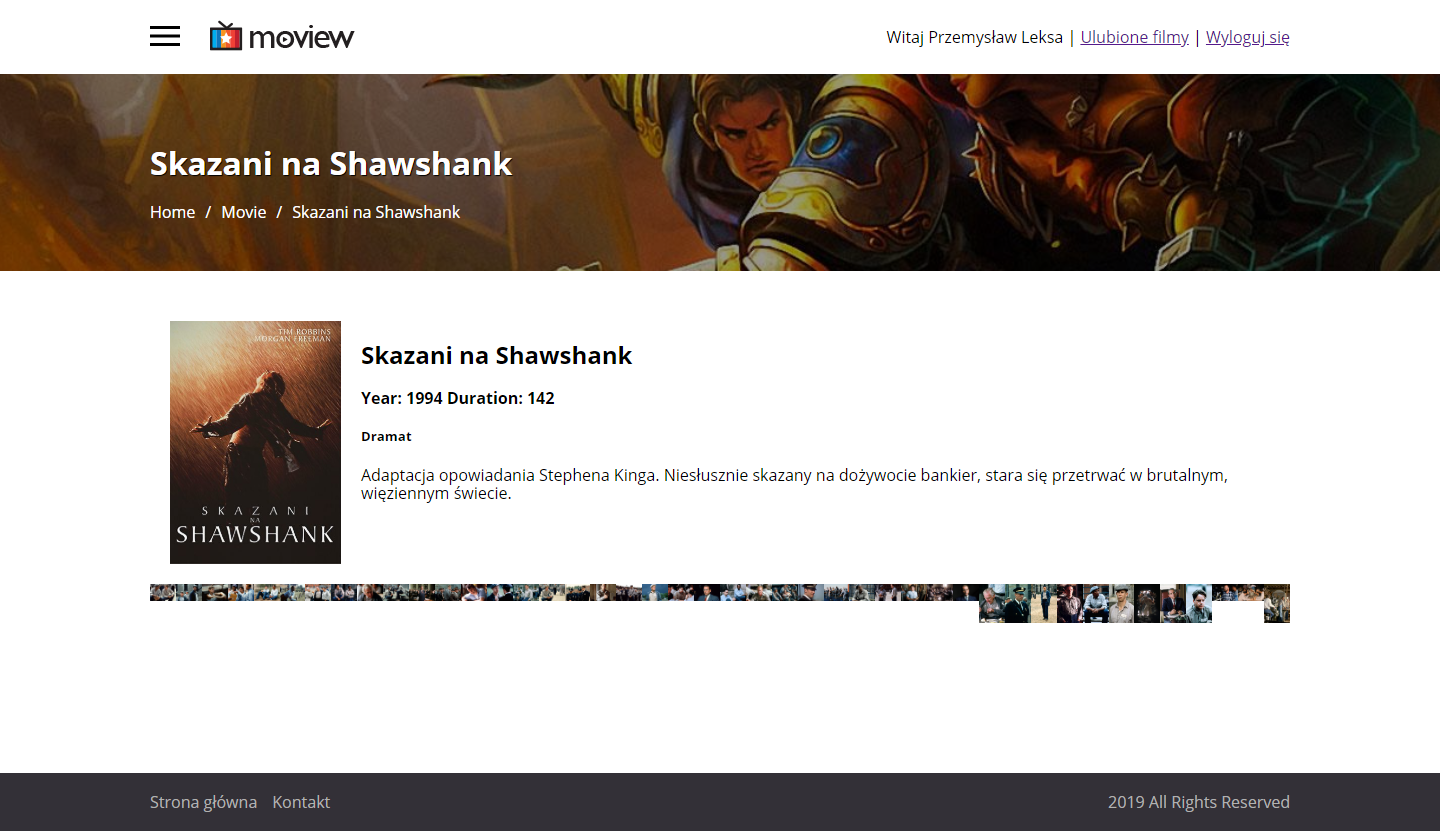 moview
Witaj Przemysław Leksa | Ulubione filmy | Wyloguj się
Skazani na Shawshank
Home / Movie / Skazani na Shawshank
TIM ROBBINS
MORGAN FREEMAN
SKAZANI
NA
SHAWSHANK
Skazani na Shawshank
Year: 1994 Duration: 142
Dramat
Adaptacja opowiadania Stephena Kinga. Niesłusznie skazany na dożywocie bankier, stara się przetrwać w brutalnym,
więziennym świecie.
Strona główna Kontakt
2019 All Rights Reserved